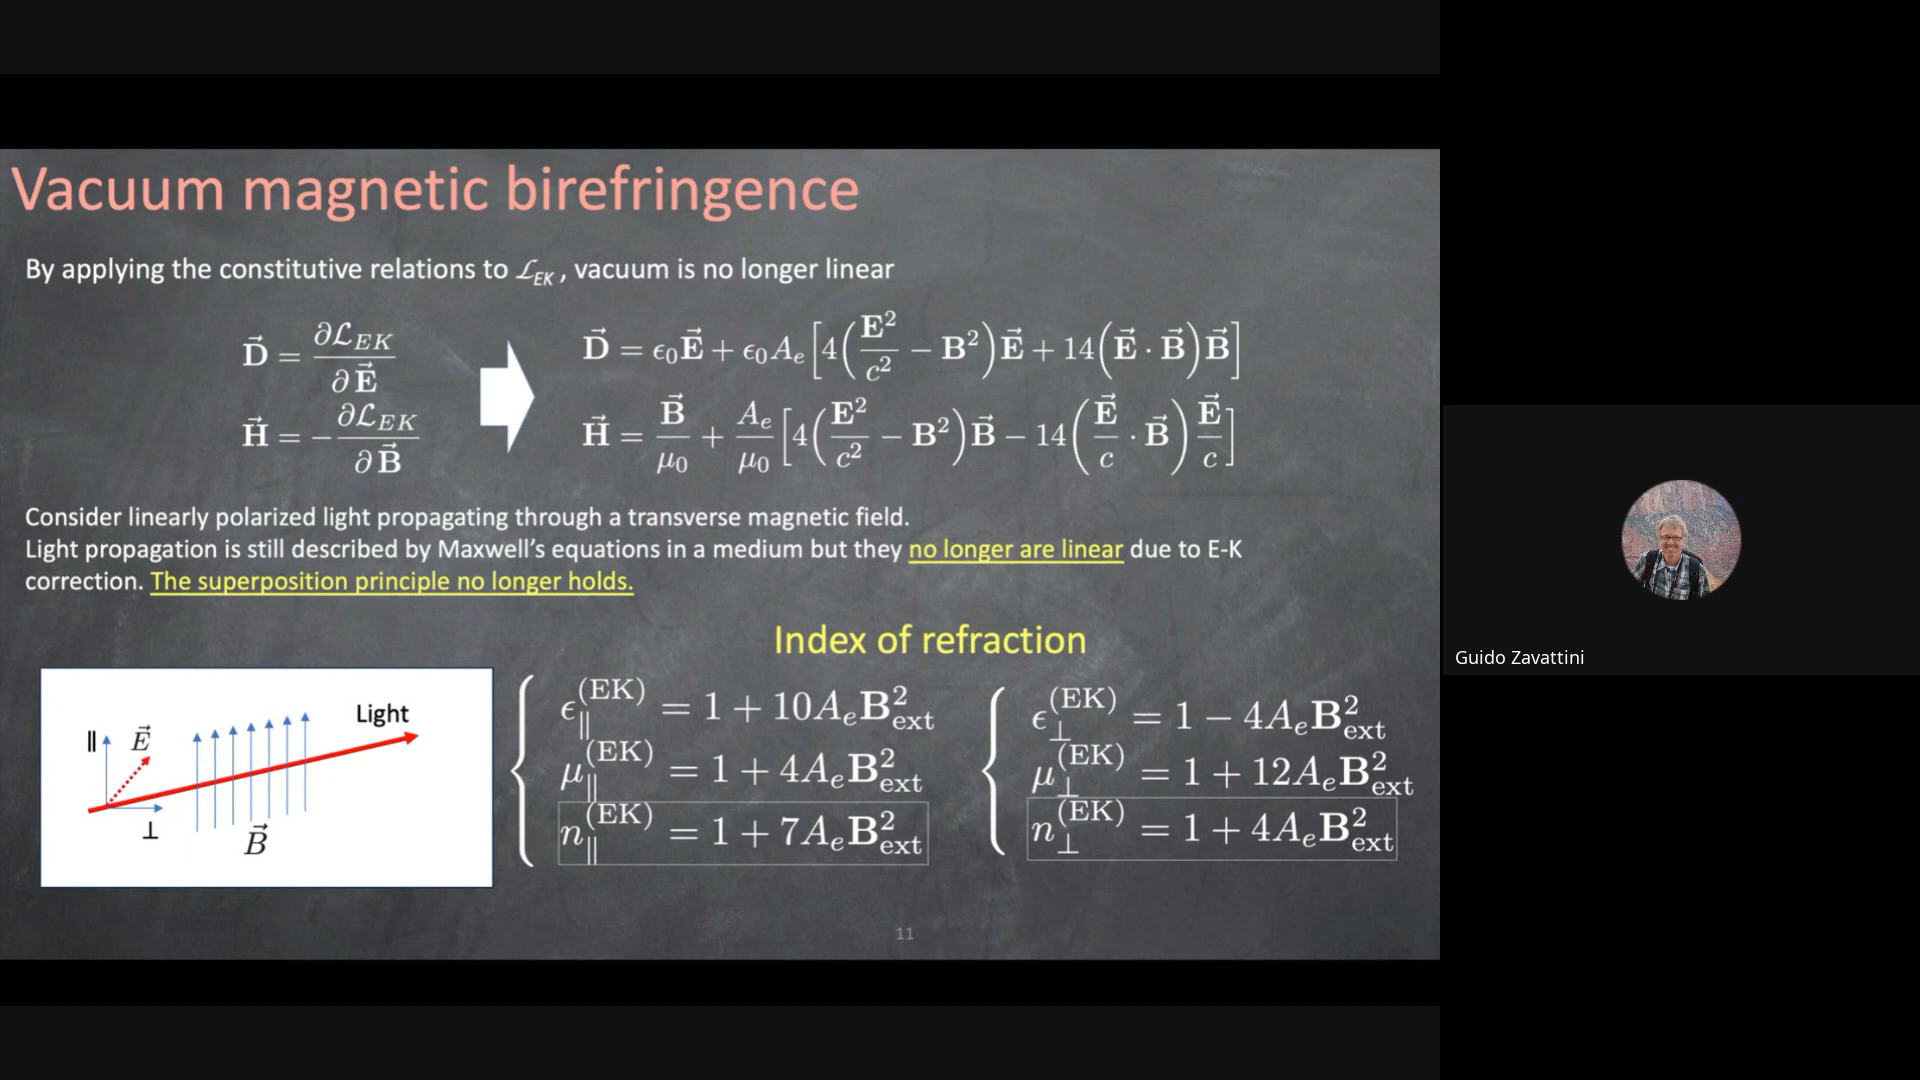 Vacuum magnetic birefringence
By applying the constitutive relations to ℒ_EK , vacuum is no longer linear
D⃗ = ∂ℒ_EK / ∂E⃗
D⃗ = ϵ₀E⃗ + ϵ₀A_e [4(E²/c² − B²)E⃗ + 14(E⃗ · B⃗)B⃗]
H⃗ = −∂ℒ_EK / ∂B⃗
H⃗ = B⃗/μ₀ + A_e/μ₀ [4(E²/c² − B²)B⃗ − 14(E⃗/c · B⃗)E⃗/c]
Consider linearly polarized light propagating through a transverse magnetic field.
Light propagation is still described by Maxwell’s equations in a medium but they no longer are linear due to E-K
correction. The superposition principle no longer holds.
Index of refraction
ϵ_∥^(EK) = 1 + 10A_eB²_ext
μ_∥^(EK) = 1 + 4A_eB²_ext
n_∥^(EK) = 1 + 7A_eB²_ext
ϵ_⊥^(EK) = 1 − 4A_eB²_ext
μ_⊥^(EK) = 1 + 12A_eB²_ext
n_⊥^(EK) = 1 + 4A_eB²_ext
Light
∥ E⃗
⊥
B⃗
11
Guido Zavattini